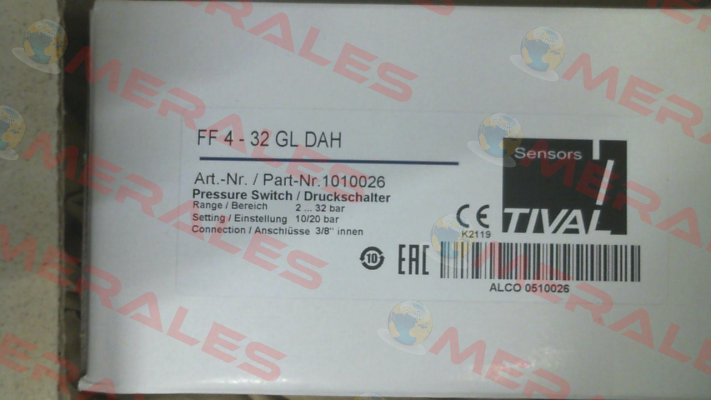 FF 4 - 32 GL DAH
Art.-Nr. / Part-Nr.1010026
Pressure Switch / Druckschalter
Range / Bereich 2 ... 32 bar
Setting / Einstellung 10/20 bar
Connection / Anschlüsse 3/8" innen
Sensors
TIVAL
CE
K2119
10
EAC
ALCO 0510026
MERALES
MERALES
MERALES
MERALES
MERALES
MERALES